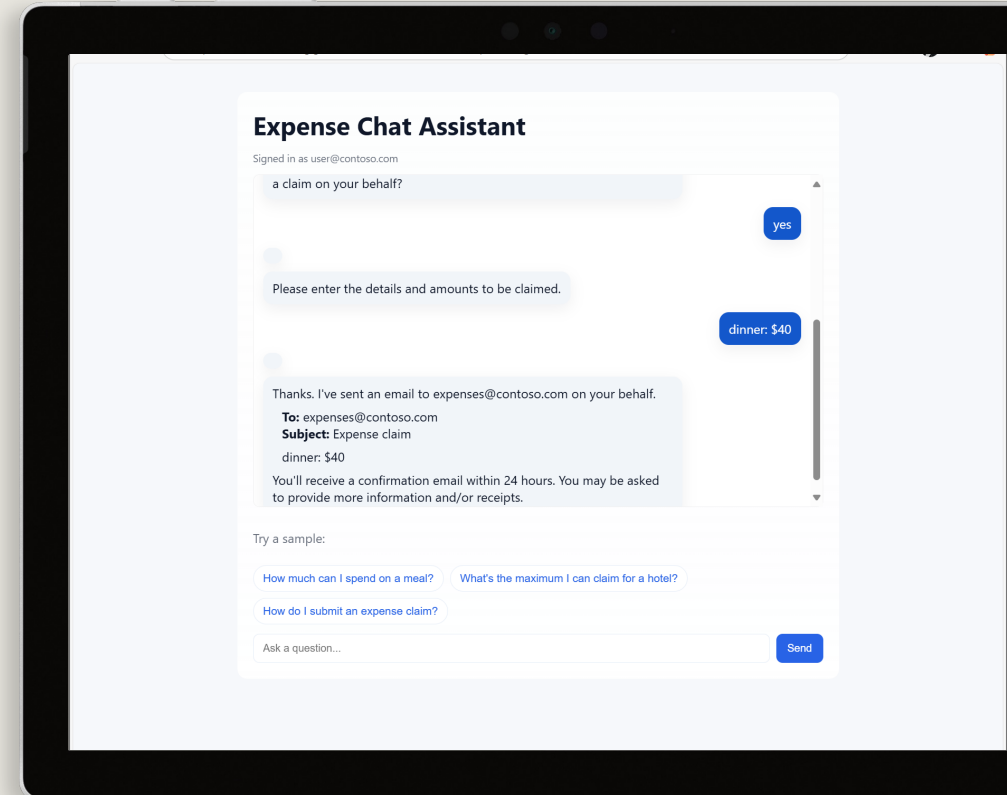 Expense Chat Assistant
Signed in as user@contoso.com
a claim on your behalf?
yes
Please enter the details and amounts to be claimed.
dinner: $40
Thanks. I've sent an email to expenses@contoso.com on your behalf.
To: expenses@contoso.com
Subject: Expense claim
dinner: $40
You'll receive a confirmation email within 24 hours. You may be asked
to provide more information and/or receipts.
Try a sample:
How much can I spend on a meal? What's the maximum I can claim for a hotel?
How do I submit an expense claim?
Ask a question... Send